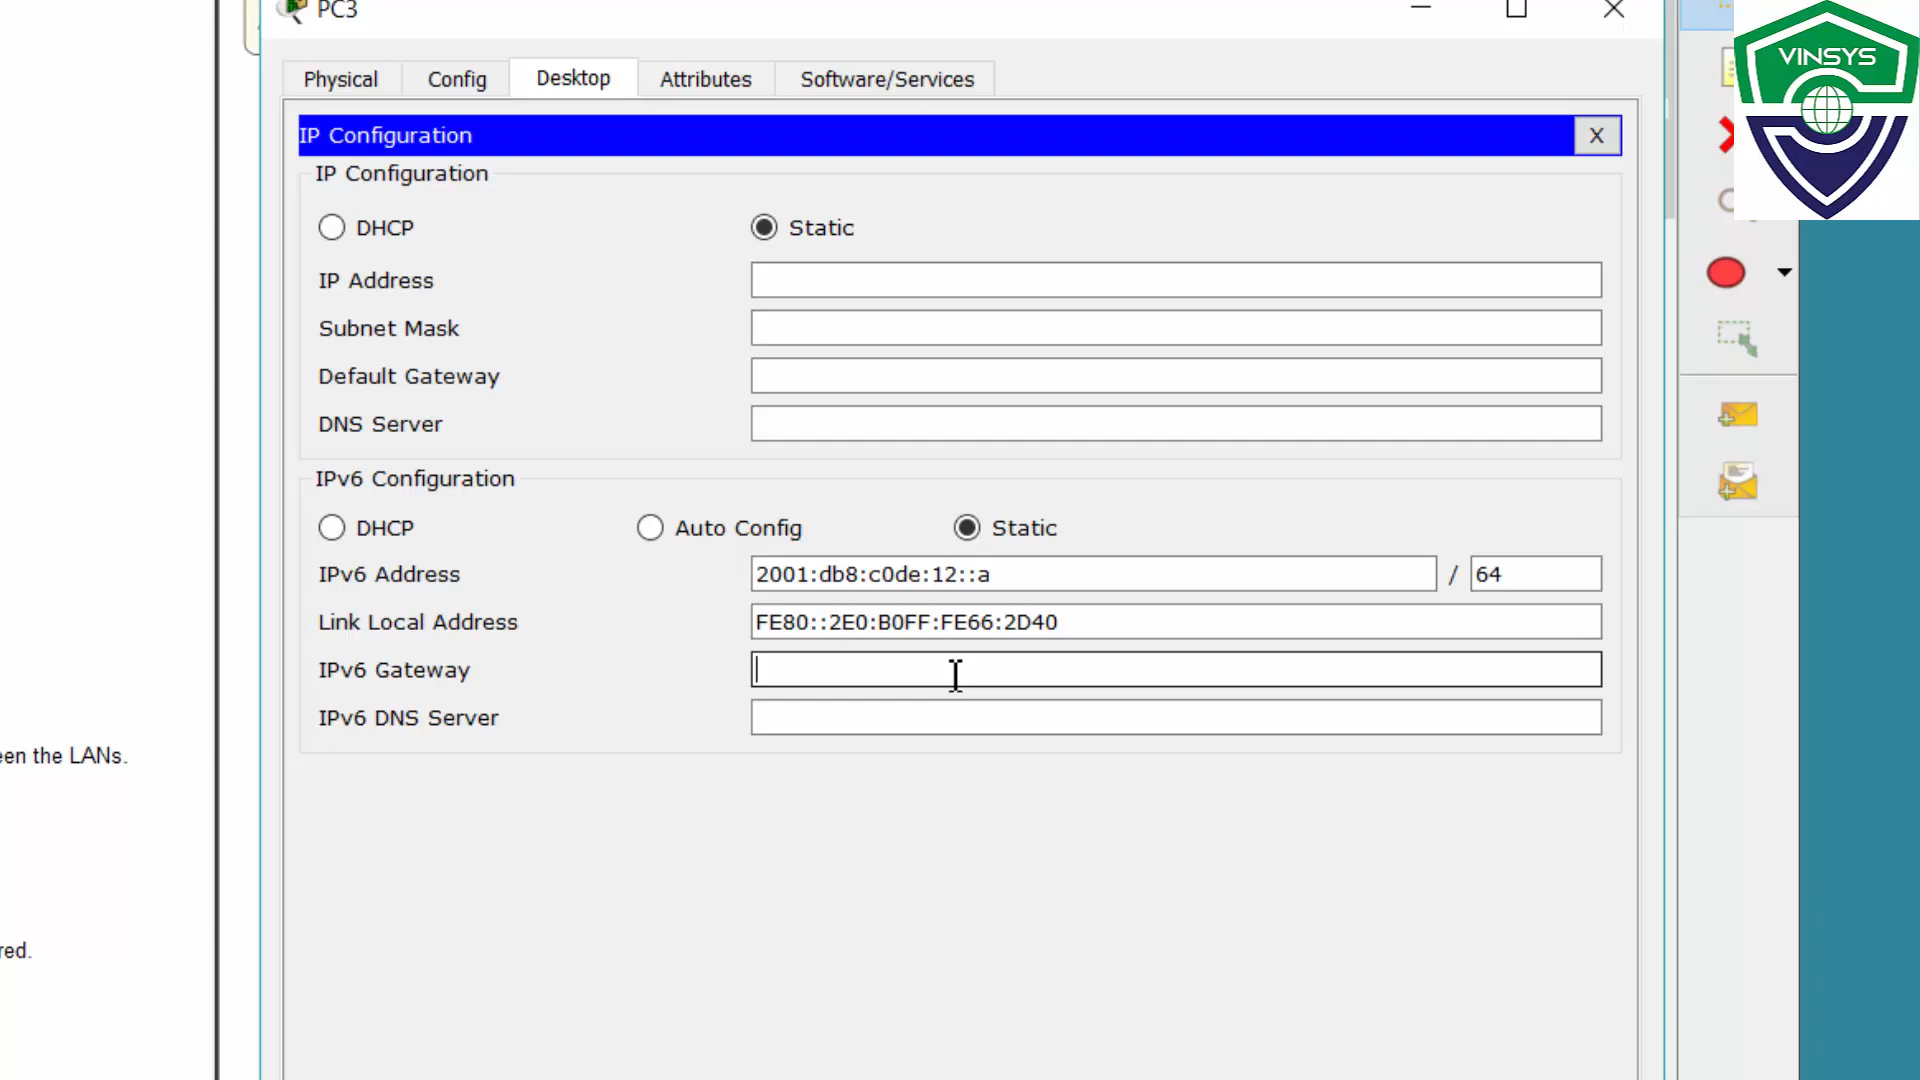 PC3
VINSYS
Physical Config Desktop Attributes Software/Services
IP Configuration X
IP Configuration
DHCP Static
IP Address
Subnet Mask
Default Gateway
DNS Server
IPv6 Configuration
DHCP Auto Config Static
IPv6 Address 2001:db8:c0de:12::a / 64
Link Local Address FE80::2E0:B0FF:FE66:2D40
IPv6 Gateway
IPv6 DNS Server
een the LANs.
red.